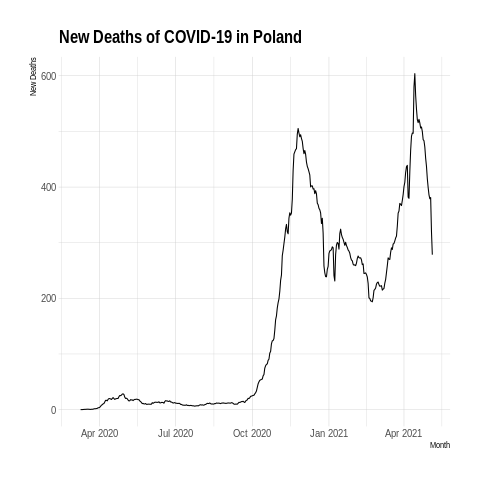 New Deaths of COVID-19 in Poland
New Deaths
600
400
200
0
Apr 2020 Jul 2020 Oct 2020 Jan 2021 Apr 2021
Month